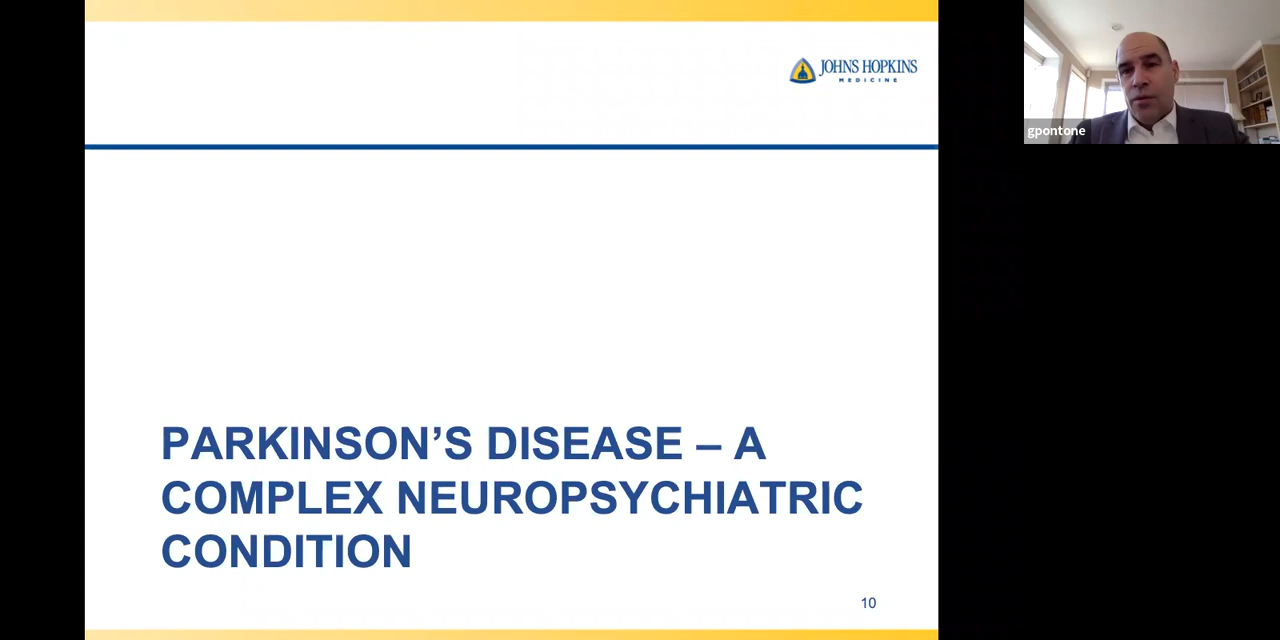 JOHNS HOPKINS
MEDICINE
gpontone
PARKINSON’S DISEASE – A
COMPLEX NEUROPSYCHIATRIC
CONDITION
10